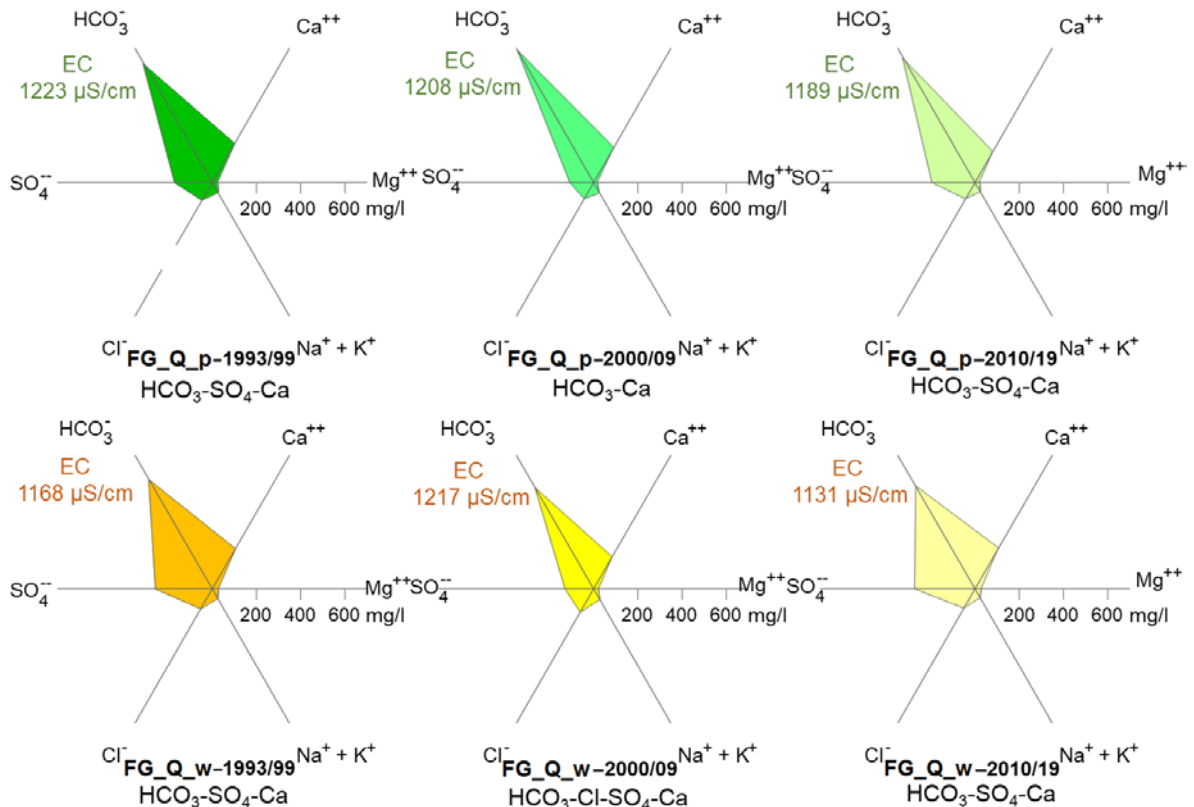 HCO₃⁻ Ca⁺⁺
EC
1223 µS/cm
SO₄⁻⁻ Mg⁺⁺
200 400 600 mg/l
Cl⁻ Na⁺ + K⁺
FG_Q_p–1993/99
HCO₃-SO₄-Ca
HCO₃⁻ Ca⁺⁺
EC
1208 µS/cm
SO₄⁻⁻ Mg⁺⁺
200 400 600 mg/l
Cl⁻ Na⁺ + K⁺
FG_Q_p–2000/09
HCO₃-Ca
HCO₃⁻ Ca⁺⁺
EC
1189 µS/cm
SO₄⁻⁻ Mg⁺⁺
200 400 600 mg/l
Cl⁻ Na⁺ + K⁺
FG_Q_p–2010/19
HCO₃-SO₄-Ca
HCO₃⁻ Ca⁺⁺
EC
1168 µS/cm
SO₄⁻⁻ Mg⁺⁺
200 400 600 mg/l
Cl⁻ Na⁺ + K⁺
FG_Q_w–1993/99
HCO₃-SO₄-Ca
HCO₃⁻ Ca⁺⁺
EC
1217 µS/cm
SO₄⁻⁻ Mg⁺⁺
200 400 600 mg/l
Cl⁻ Na⁺ + K⁺
FG_Q_w–2000/09
HCO₃-Cl-SO₄-Ca
HCO₃⁻ Ca⁺⁺
EC
1131 µS/cm
SO₄⁻⁻ Mg⁺⁺
200 400 600 mg/l
Cl⁻ Na⁺ + K⁺
FG_Q_w–2010/19
HCO₃-SO₄-Ca